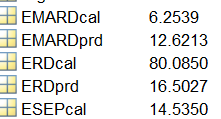 EMARDcal 6.2539
EMARDprd 12.6213
ERDcal 80.0850
ERDprd 16.5027
ESEPcal 14.5350